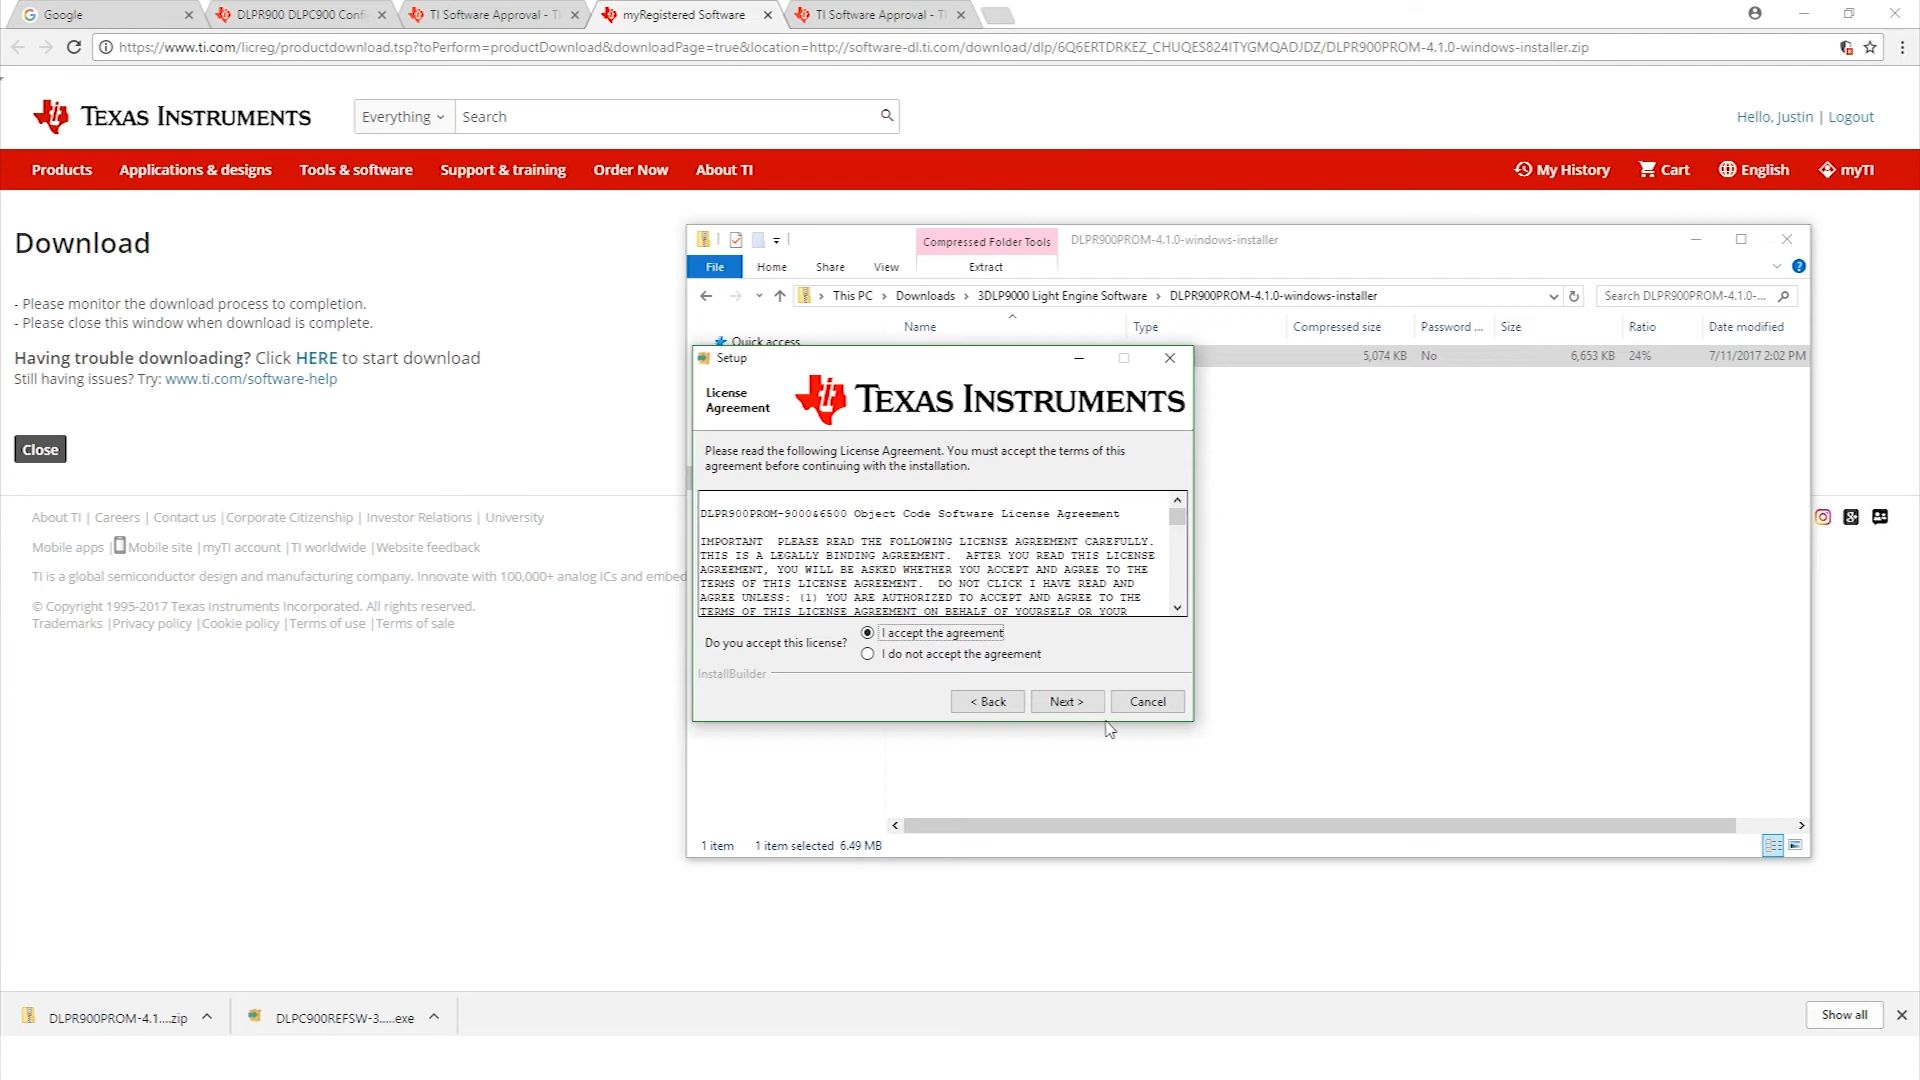 Google
DLPR900 DLPC900 Confi
TI Software Approval - TI
myRegistered Software
TI Software Approval - TI
https://www.ti.com/licreg/productdownload.tsp?toPerform=productDownload&downloadPage=true&location=http://software-dl.ti.com/download/dlp/6Q6ERTDRKEZ_CHUQES824ITYGMQADJDZ/DLPR900PROM-4.1.0-windows-installer.zip
TEXAS INSTRUMENTS
Everything
Search
Hello, Justin | Logout
Products
Applications & designs
Tools & software
Support & training
Order Now
About TI
My History
Cart
English
myTI
Download
- Please monitor the download process to completion.
- Please close this window when download is complete.
Having trouble downloading? Click HERE to start download
Still having issues? Try: www.ti.com/software-help
Close
About TI | Careers | Contact us |Corporate Citizenship | Investor Relations | University
Mobile apps | Mobile site |myTI account |TI worldwide |Website feedback
TI is a global semiconductor design and manufacturing company. Innovate with 100,000+ analog ICs and embed
© Copyright 1995-2017 Texas Instruments Incorporated. All rights reserved.
Trademarks |Privacy policy |Cookie policy |Terms of use |Terms of sale
Compressed Folder Tools
DLPR900PROM-4.1.0-windows-installer
File
Home
Share
View
Extract
This PC > Downloads > 3DLP9000 Light Engine Software > DLPR900PROM-4.1.0-windows-installer
Search DLPR900PROM-4.1.0-...
Name
Type
Compressed size
Password ...
Size
Ratio
Date modified
Quick access
5,074 KB
No
6,653 KB
24%
7/11/2017 2:02 PM
Setup
License
Agreement
TEXAS INSTRUMENTS
Please read the following License Agreement. You must accept the terms of this
agreement before continuing with the installation.
DLPR900PROM-9000&6500 Object Code Software License Agreement
IMPORTANT  PLEASE READ THE FOLLOWING LICENSE AGREEMENT CAREFULLY.
THIS IS A LEGALLY BINDING AGREEMENT.  AFTER YOU READ THIS LICENSE
AGREEMENT, YOU WILL BE ASKED WHETHER YOU ACCEPT AND AGREE TO THE
TERMS OF THIS LICENSE AGREEMENT.  DO NOT CLICK I HAVE READ AND
AGREE UNLESS: (1) YOU ARE AUTHORIZED TO ACCEPT AND AGREE TO THE
TERMS OF THIS LICENSE AGREEMENT ON BEHALF OF YOURSELF OR YOUR
Do you accept this license?
I accept the agreement
I do not accept the agreement
InstallBuilder
< Back
Next >
Cancel
1 item
1 item selected 6.49 MB
DLPR900PROM-4.1....zip
DLPC900REFSW-3.....exe
Show all